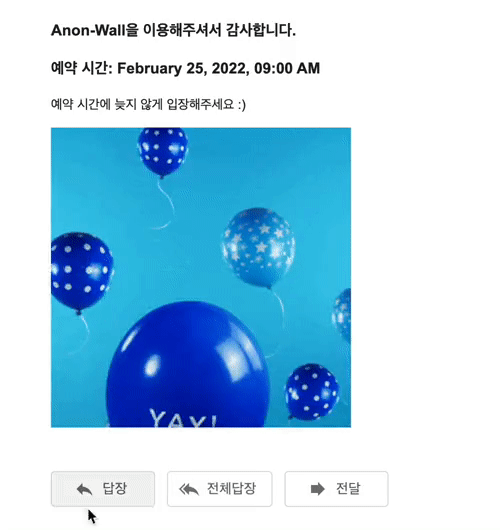 Anon-Wall을 이용해주셔서 감사합니다.
예약 시간: February 25, 2022, 09:00 AM
예약 시간에 늦지 않게 입장해주세요 :)
YAY!
답장
전체답장
전달